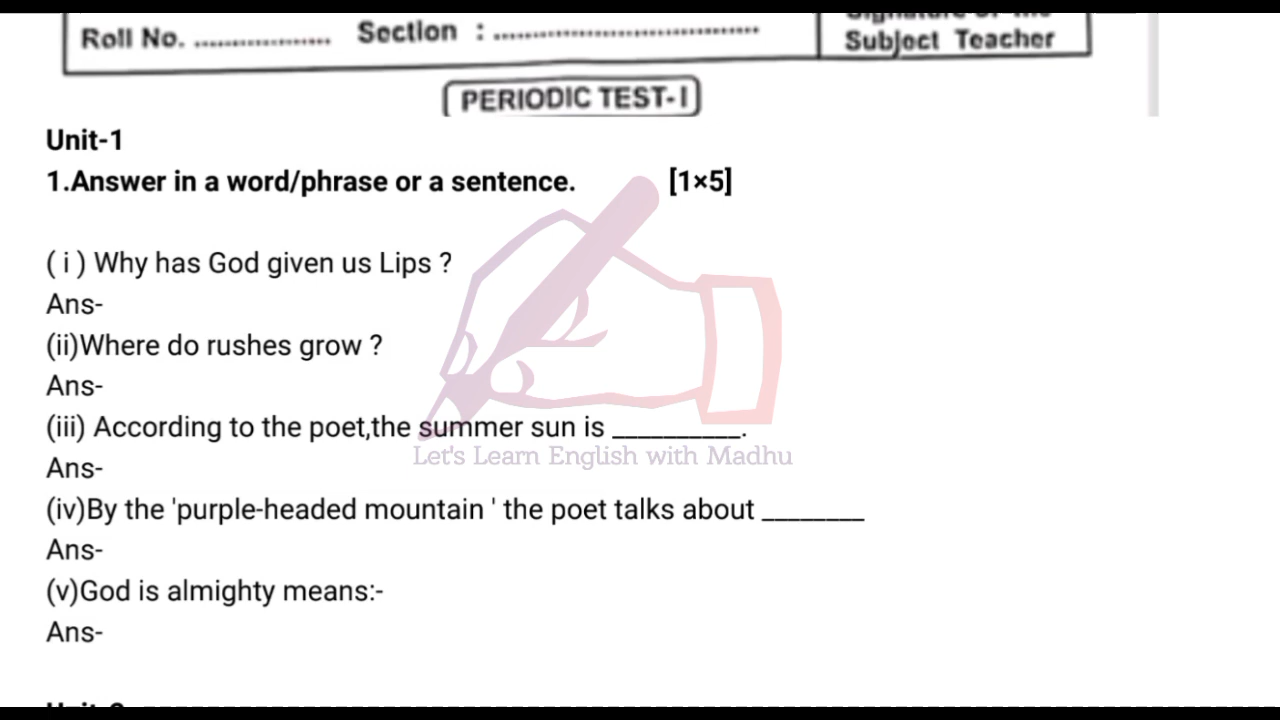 Roll No. .................. Section : ..................................
Subject Teacher
PERIODIC TEST-I
Unit-1
1.Answer in a word/phrase or a sentence. [1×5]
( i ) Why has God given us Lips ?
Ans-
(ii)Where do rushes grow ?
Ans-
(iii) According to the poet,the summer sun is __________.
Ans-
Let's Learn English with Madhu
(iv)By the 'purple-headed mountain ' the poet talks about ________
Ans-
(v)God is almighty means:-
Ans-